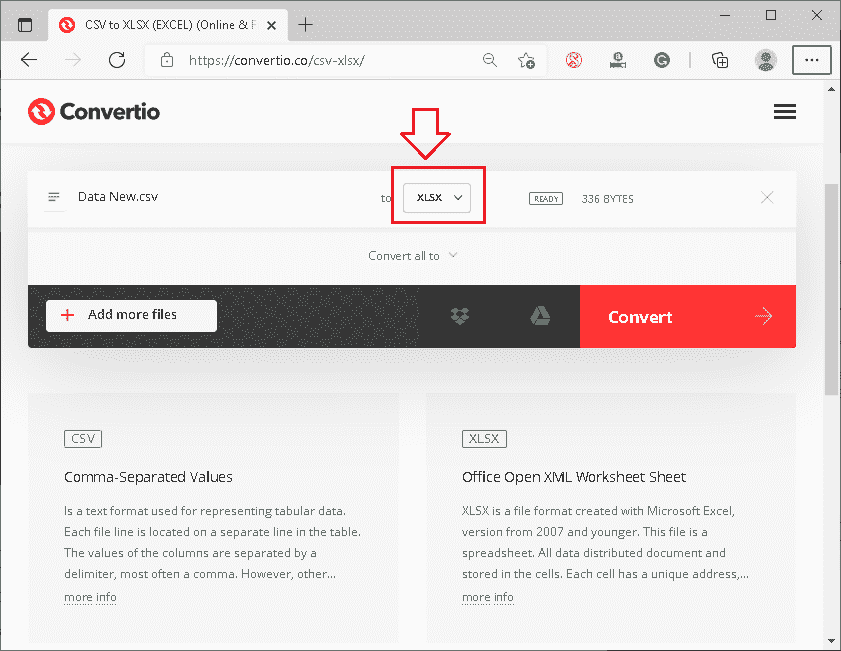 CSV to XLSX (EXCEL) (Online & F
https://convertio.co/csv-xlsx/
Convertio
Data New.csv
to
XLSX
READY
336 BYTES
Convert all to
Add more files
Convert
CSV
Comma-Separated Values
Is a text format used for representing tabular data.
Each file line is located on a separate line in the table.
The values of the columns are separated by a
delimiter, most often a comma. However, other...
more info
XLSX
Office Open XML Worksheet Sheet
XLSX is a file format created with Microsoft Excel,
version from 2007 and younger. This file is a
spreadsheet. All data distributed document and
stored in the cells. Each cell has a unique address,...
more info